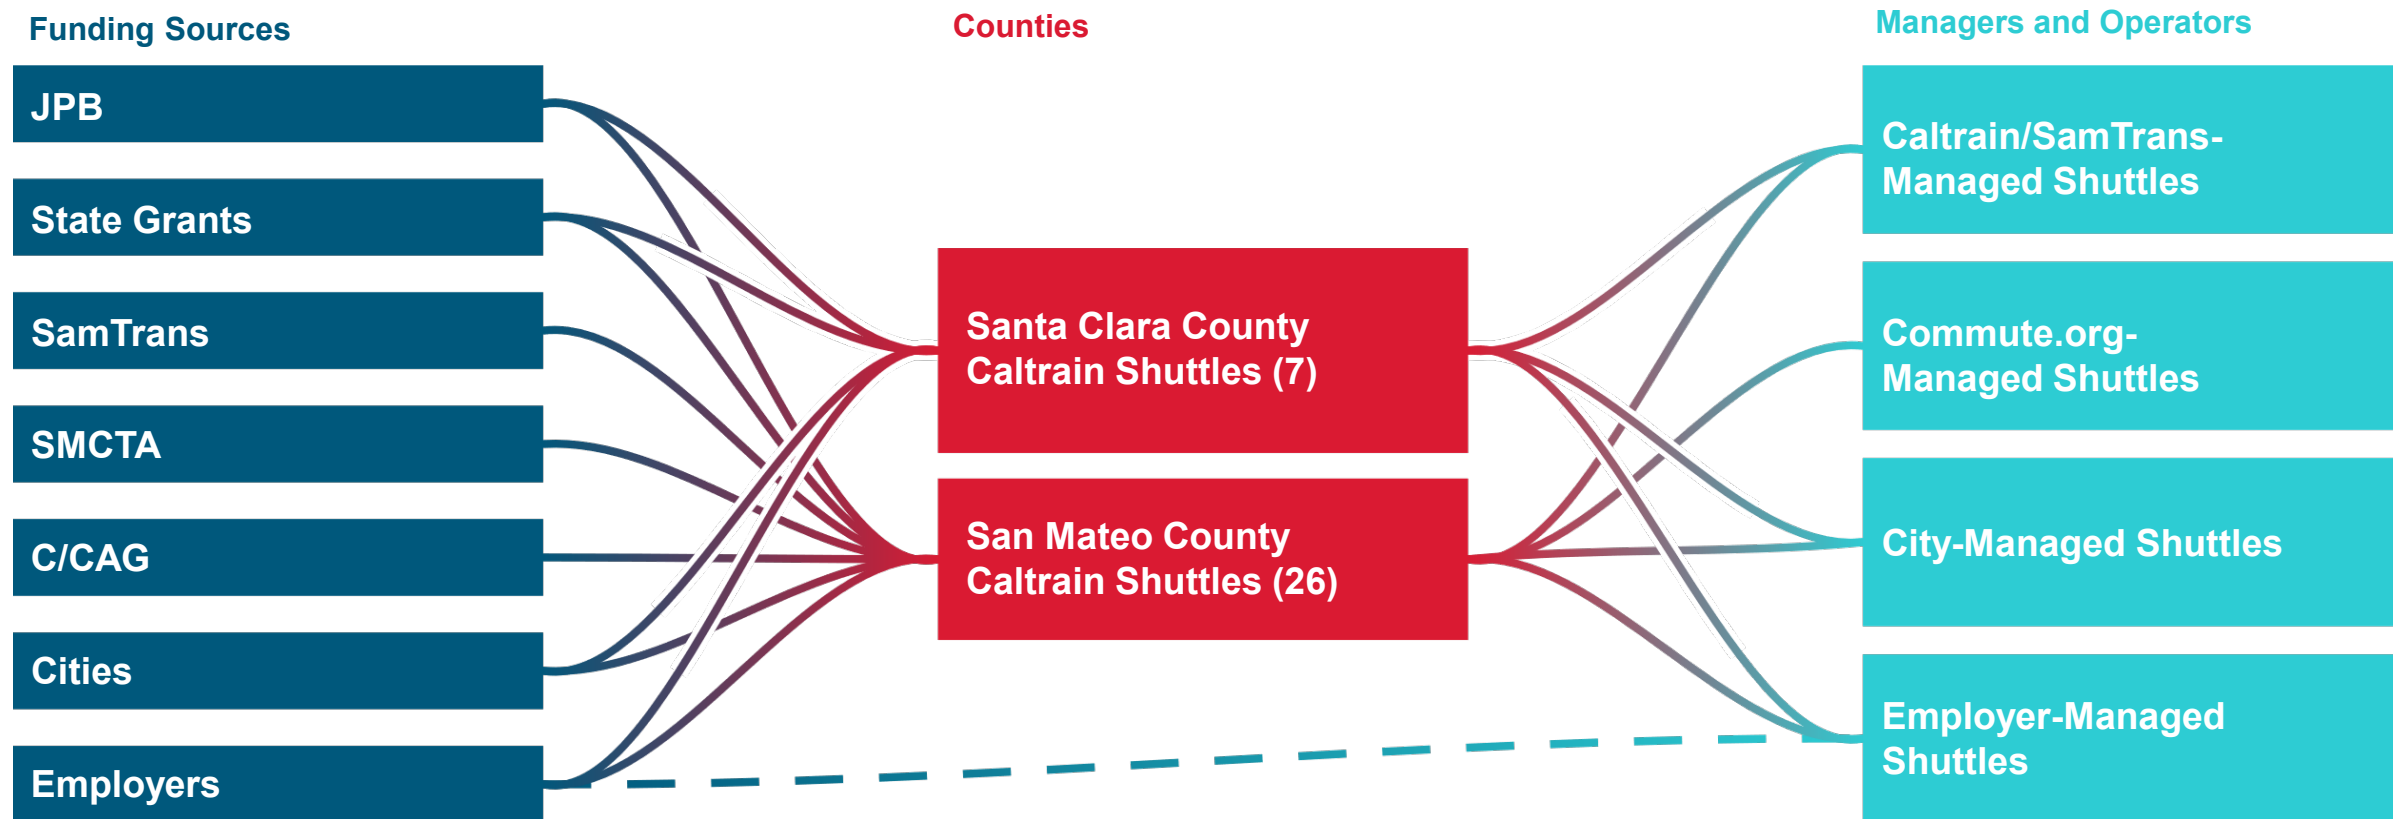 Funding Sources
JPB
State Grants
SamTrans
SMCTA
C/CAG
Cities
Employers
Counties
Santa Clara County
Caltrain Shuttles (7)
San Mateo County
Caltrain Shuttles (26)
Managers and Operators
Caltrain/SamTrans-
Managed Shuttles
Commute.org-
Managed Shuttles
City-Managed Shuttles
Employer-Managed
Shuttles